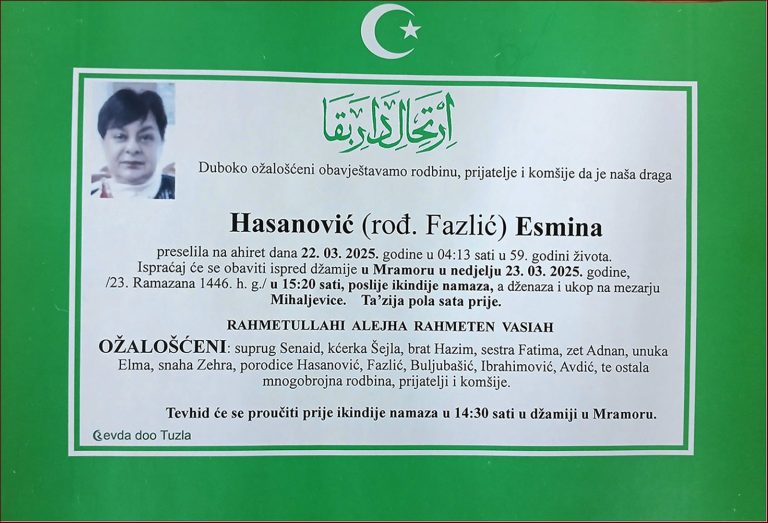 اِرْتِحَالِ دَارِ بَقَا
Duboko ožalošćeni obavještavamo rodbinu, prijatelje i komšije da je naša draga
Hasanović (rođ. Fazlić) Esmina
preselila na ahiret dana 22. 03. 2025. godine u 04:13 sati u 59. godini života.
Ispraćaj će se obaviti ispred džamije u Mramoru u nedjelju 23. 03. 2025. godine,
/23. Ramazana 1446. h. g./ u 15:20 sati, poslije ikindije namaza, a dženaza i ukop na mezarju
Mihaljevice. Ta'zija pola sata prije.
RAHMETULLAHI ALEJHA RAHMETEN VASIAH
OŽALOŠĆENI: suprug Senaid, kćerka Šejla, brat Hazim, sestra Fatima, zet Adnan, unuka
Elma, snaha Zehra, porodice Hasanović, Fazlić, Buljubašić, Ibrahimović, Avdić, te ostala
mnogobrojna rodbina, prijatelji i komšije.
Tevhid će se proučiti prije ikindije namaza u 14:30 sati u džamiji u Mramoru.
Sevda doo Tuzla